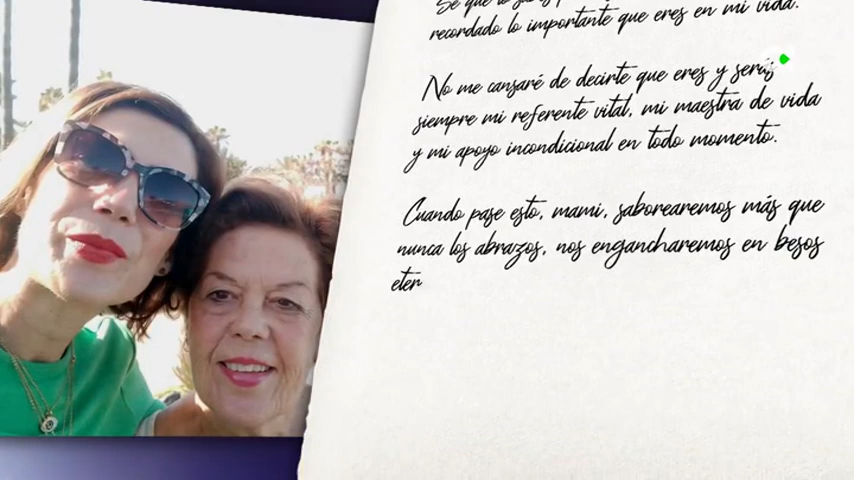 recordado lo importante que eres en mi vida.
No me cansaré de decirte que eres y serás
siempre mi referente vital, mi maestra de vida
y mi apoyo incondicional en todo momento.
Cuando pase esto, mami, saborearemos más que
nunca los abrazos, nos engancharemos en besos
eter